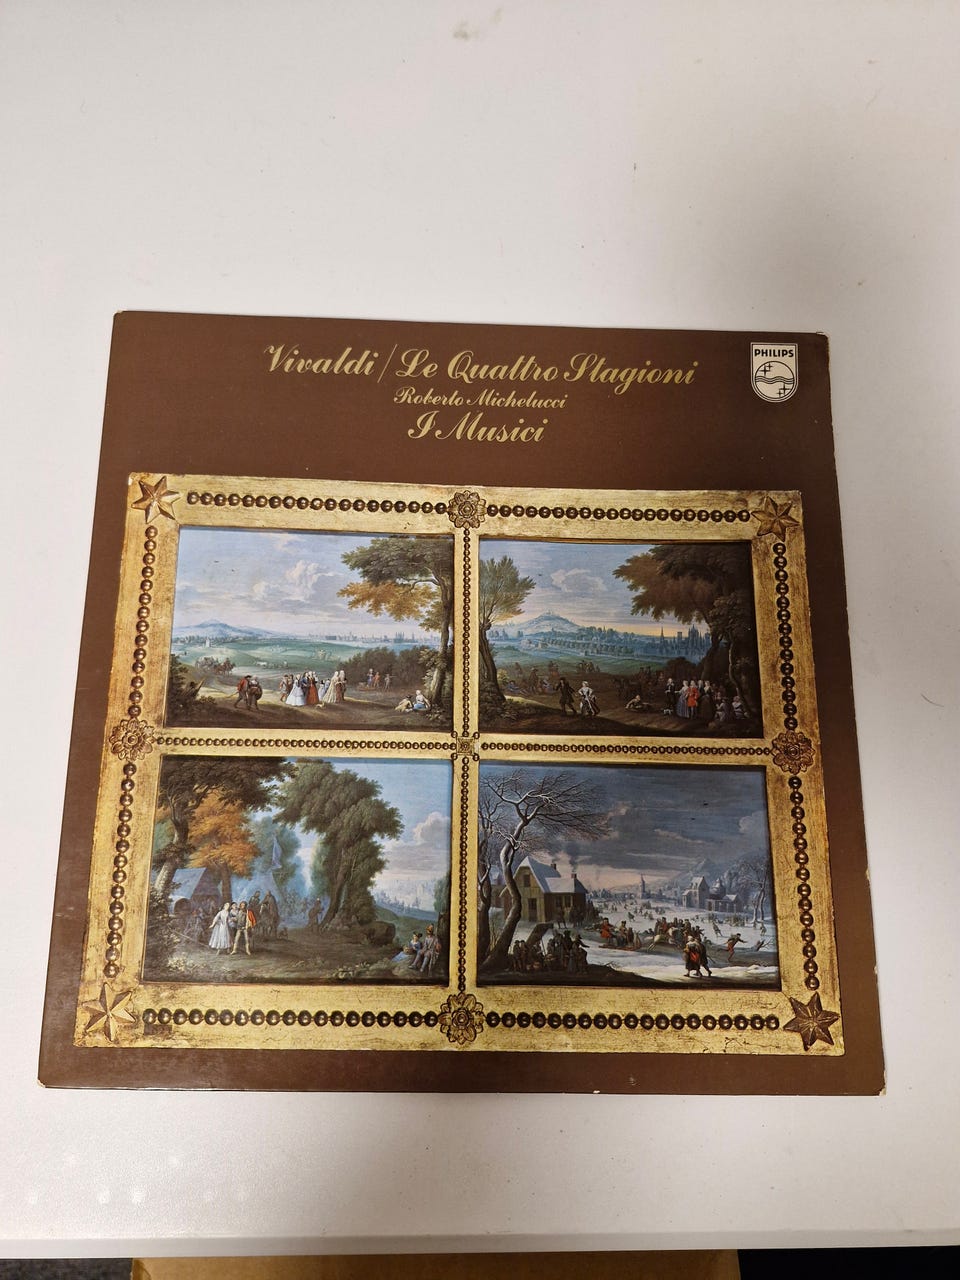 Vivaldi/Le Quattro Stagioni
Roberto Michelucci
I Musici
PHILIPS